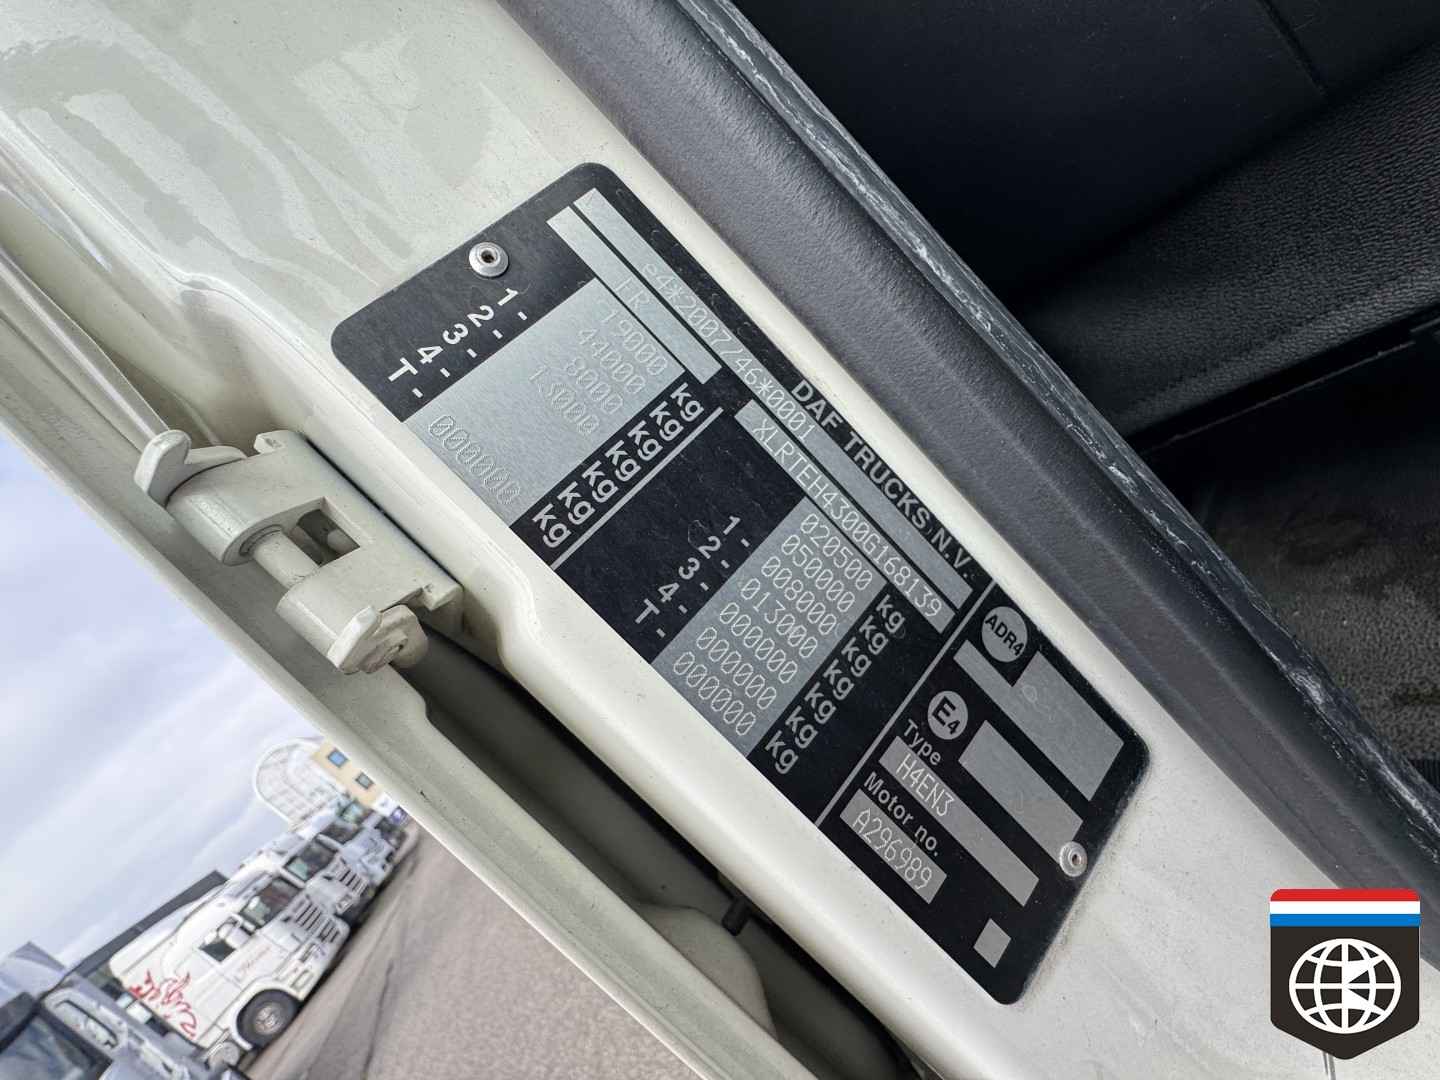 DAF TRUCKS N.V.
e4*2007/46*0001
XLRTEH4300G168139
FR
1 - 19000 kg
2 - 44000 kg
3 - 8000 kg
4 - 13000 kg
T - 000000 kg
1 - 020500 kg
2 - 050000 kg
3 - 008000 kg
4 - 013000 kg
T - 000000 kg
000000 kg
000000 kg
ADR4
E4
Type
H4EN3
Motor no.
A296989